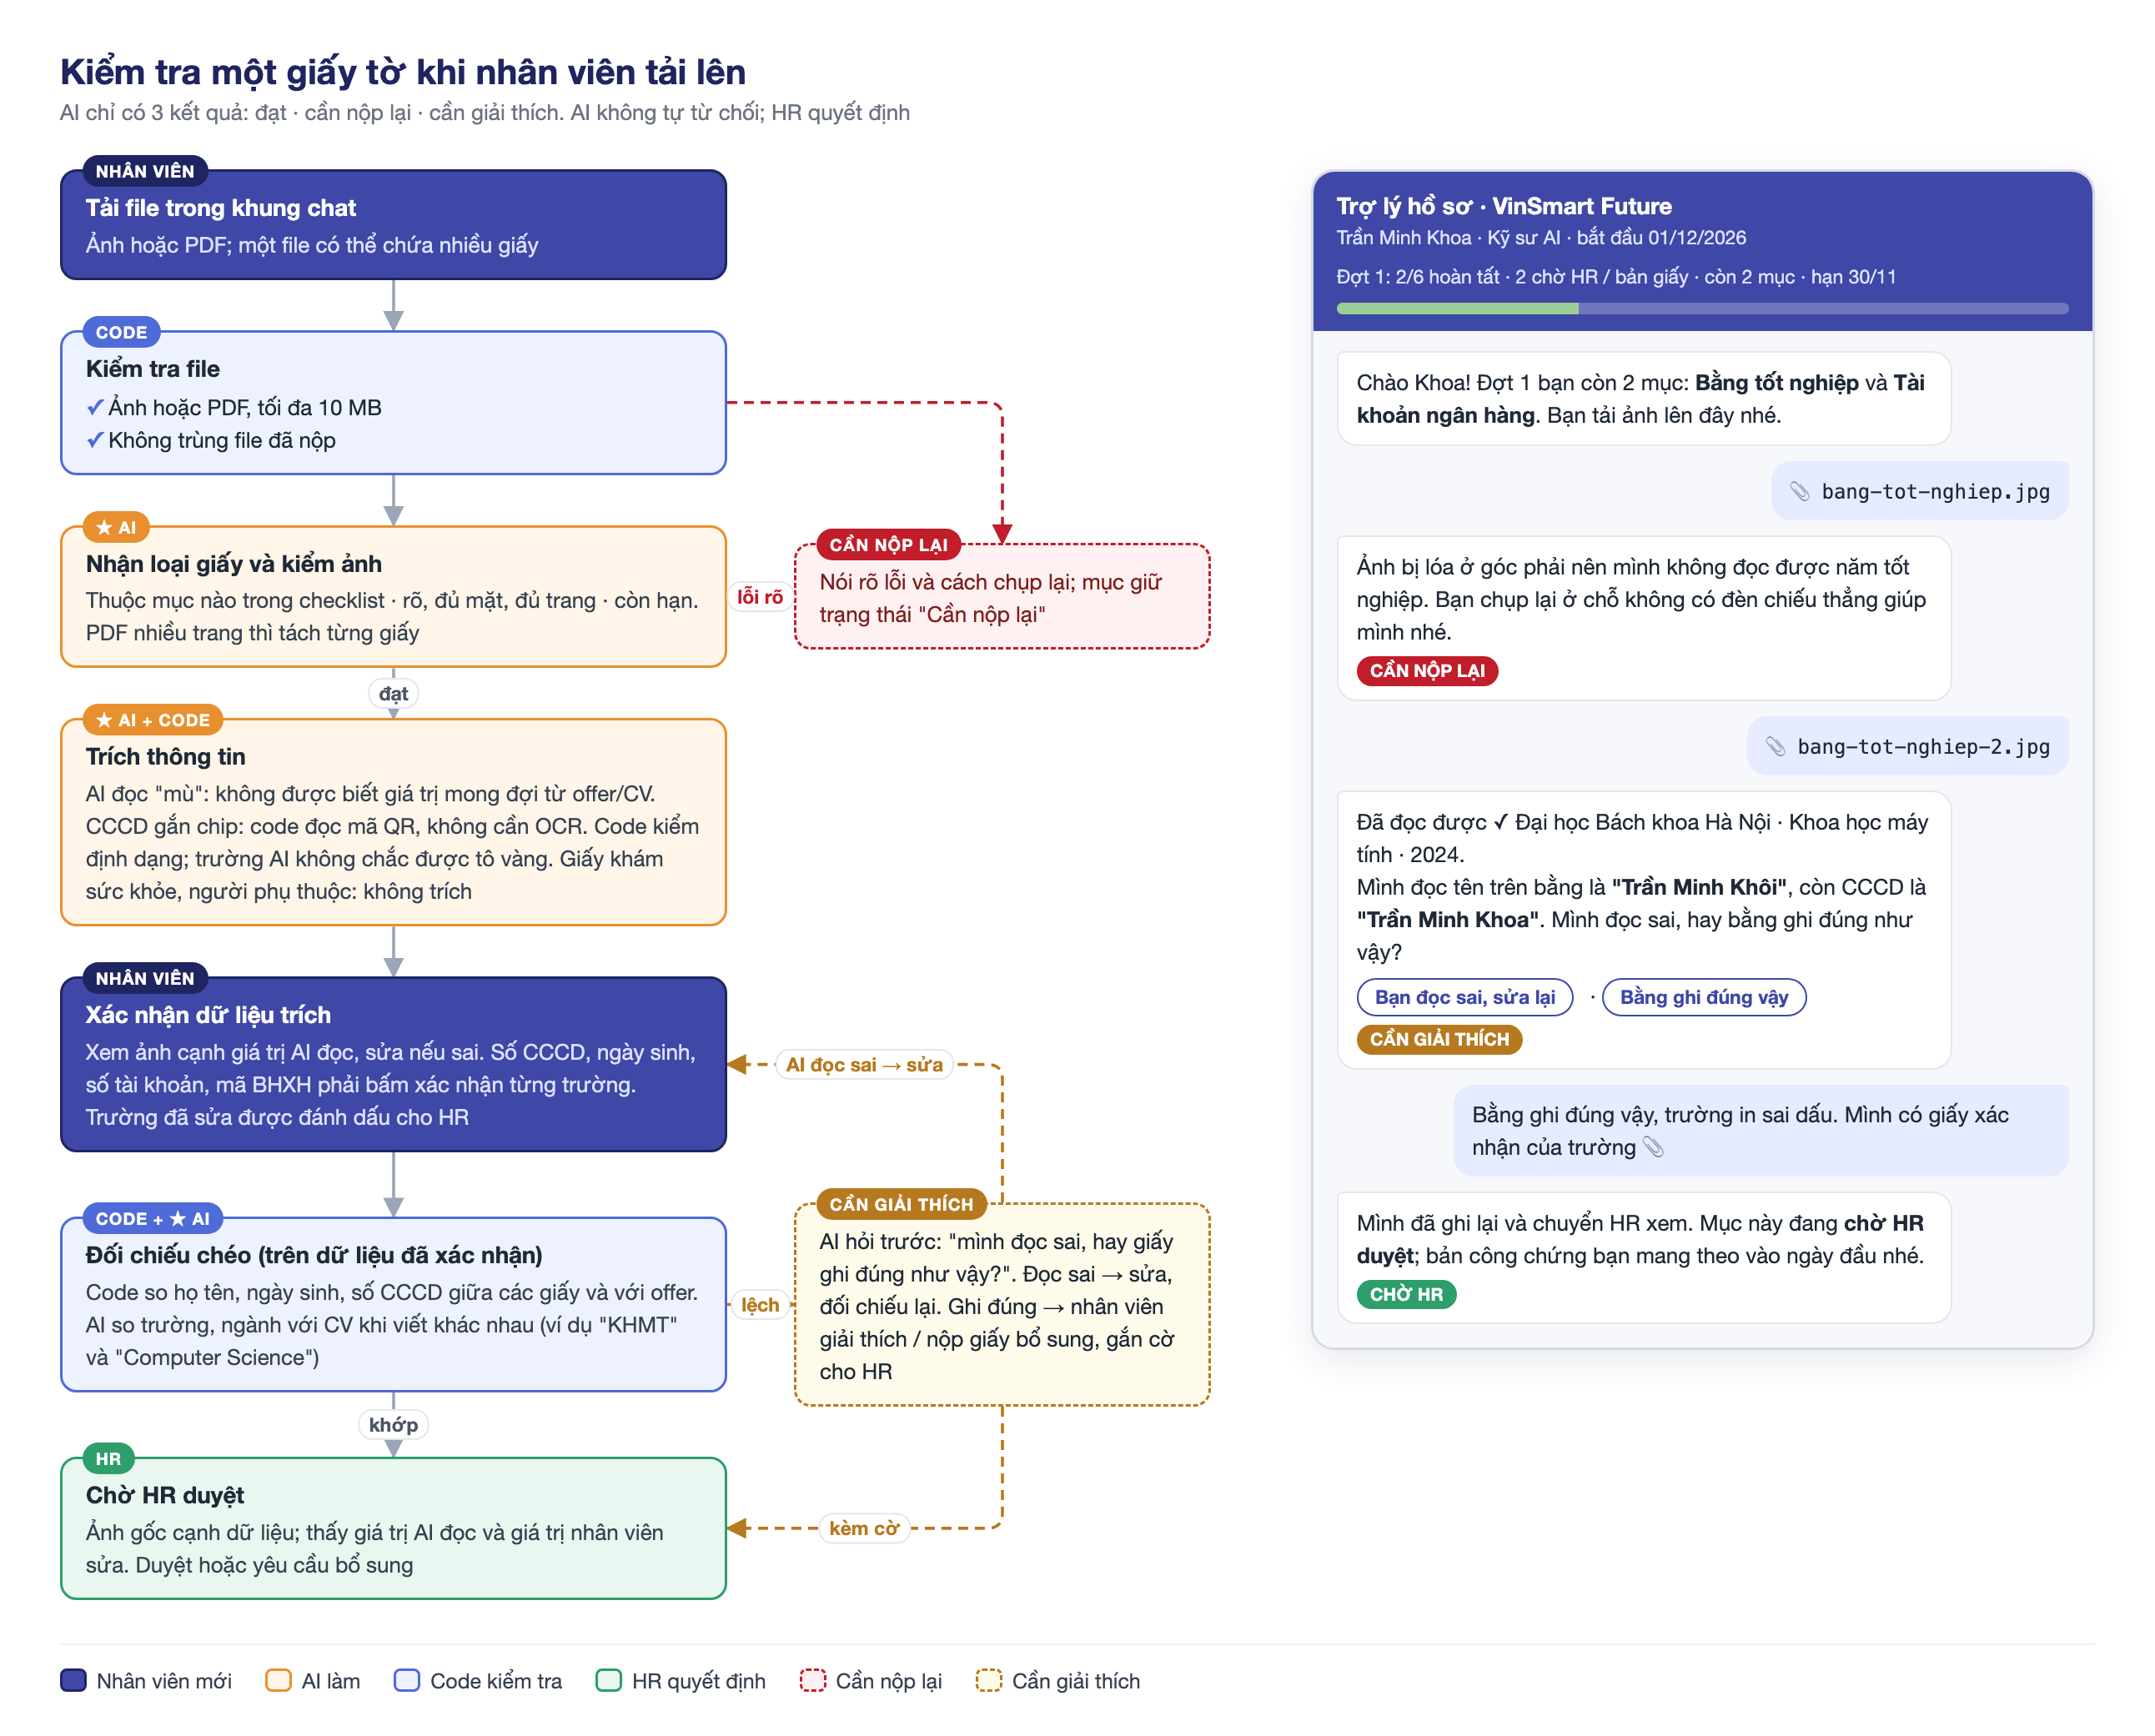 Kiểm tra một giấy tờ khi nhân viên tải lên
AI chỉ có 3 kết quả: đạt · cần nộp lại · cần giải thích. AI không tự từ chối; HR quyết định
NHÂN VIÊN
Tải file trong khung chat
Ảnh hoặc PDF; một file có thể chứa nhiều giấy
CODE
Kiểm tra file
✓ Ảnh hoặc PDF, tối đa 10 MB
✓ Không trùng file đã nộp
★ AI
Nhận loại giấy và kiểm ảnh
Thuộc mục nào trong checklist · rõ, đủ mặt, đủ trang · còn hạn.
PDF nhiều trang thì tách từng giấy
lỗi rõ
CẦN NỘP LẠI
Nói rõ lỗi và cách chụp lại; mục giữ
trạng thái "Cần nộp lại"
đạt
★ AI + CODE
Trích thông tin
AI đọc "mù": không được biết giá trị mong đợi từ offer/CV.
CCCD gắn chip: code đọc mã QR, không cần OCR. Code kiểm
định dạng; trường AI không chắc được tô vàng. Giấy khám
sức khỏe, người phụ thuộc: không trích
NHÂN VIÊN
Xác nhận dữ liệu trích
Xem ảnh cạnh giá trị AI đọc, sửa nếu sai. Số CCCD, ngày sinh,
số tài khoản, mã BHXH phải bấm xác nhận từng trường.
Trường đã sửa được đánh dấu cho HR
AI đọc sai → sửa
CODE + ★ AI
Đối chiếu chéo (trên dữ liệu đã xác nhận)
Code so họ tên, ngày sinh, số CCCD giữa các giấy và với offer.
AI so trường, ngành với CV khi viết khác nhau (ví dụ "KHMT"
và "Computer Science")
lệch
CẦN GIẢI THÍCH
AI hỏi trước: "mình đọc sai, hay giấy
ghi đúng như vậy?". Đọc sai → sửa,
đối chiếu lại. Ghi đúng → nhân viên
giải thích / nộp giấy bổ sung, gắn cờ
cho HR
khớp
HR
Chờ HR duyệt
Ảnh gốc cạnh dữ liệu; thấy giá trị AI đọc và giá trị nhân viên
sửa. Duyệt hoặc yêu cầu bổ sung
kèm cờ
Trợ lý hồ sơ · VinSmart Future
Trần Minh Khoa · Kỹ sư AI · bắt đầu 01/12/2026
Đợt 1: 2/6 hoàn tất · 2 chờ HR / bản giấy · còn 2 mục · hạn 30/11
Chào Khoa! Đợt 1 bạn còn 2 mục: Bằng tốt nghiệp và Tài
khoản ngân hàng. Bạn tải ảnh lên đây nhé.
📎 bang-tot-nghiep.jpg
Ảnh bị lóa ở góc phải nên mình không đọc được năm tốt
nghiệp. Bạn chụp lại ở chỗ không có đèn chiếu thẳng giúp
mình nhé.
CẦN NỘP LẠI
📎 bang-tot-nghiep-2.jpg
Đã đọc được ✓ Đại học Bách khoa Hà Nội · Khoa học máy
tính · 2024.
Mình đọc tên trên bằng là "Trần Minh Khôi", còn CCCD là
"Trần Minh Khoa". Mình đọc sai, hay bằng ghi đúng như
vậy?
Bạn đọc sai, sửa lại · Bằng ghi đúng vậy
CẦN GIẢI THÍCH
Bằng ghi đúng vậy, trường in sai dấu. Mình có giấy xác
nhận của trường 📎
Mình đã ghi lại và chuyển HR xem. Mục này đang chờ HR
duyệt; bản công chứng bạn mang theo vào ngày đầu nhé.
CHỜ HR
Nhân viên mới
AI làm
Code kiểm tra
HR quyết định
Cần nộp lại
Cần giải thích